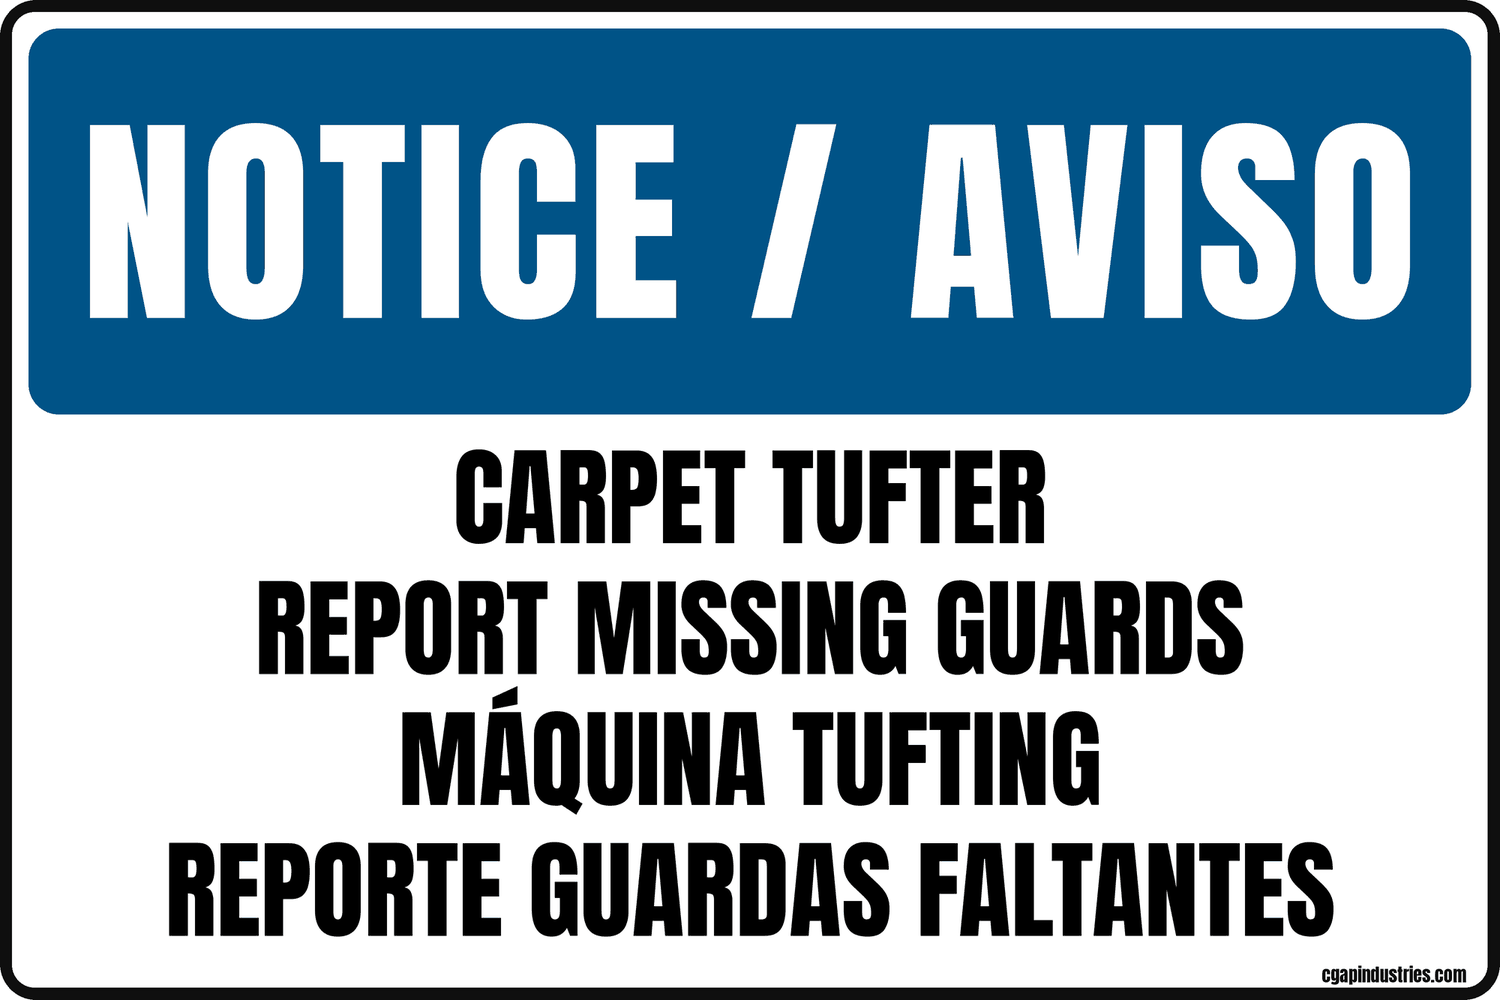 NOTICE / AVISO
CARPET TUFTER
REPORT MISSING GUARDS
MÁQUINA TUFTING
REPORTE GUARDAS FALTANTES
cgapindustries.com